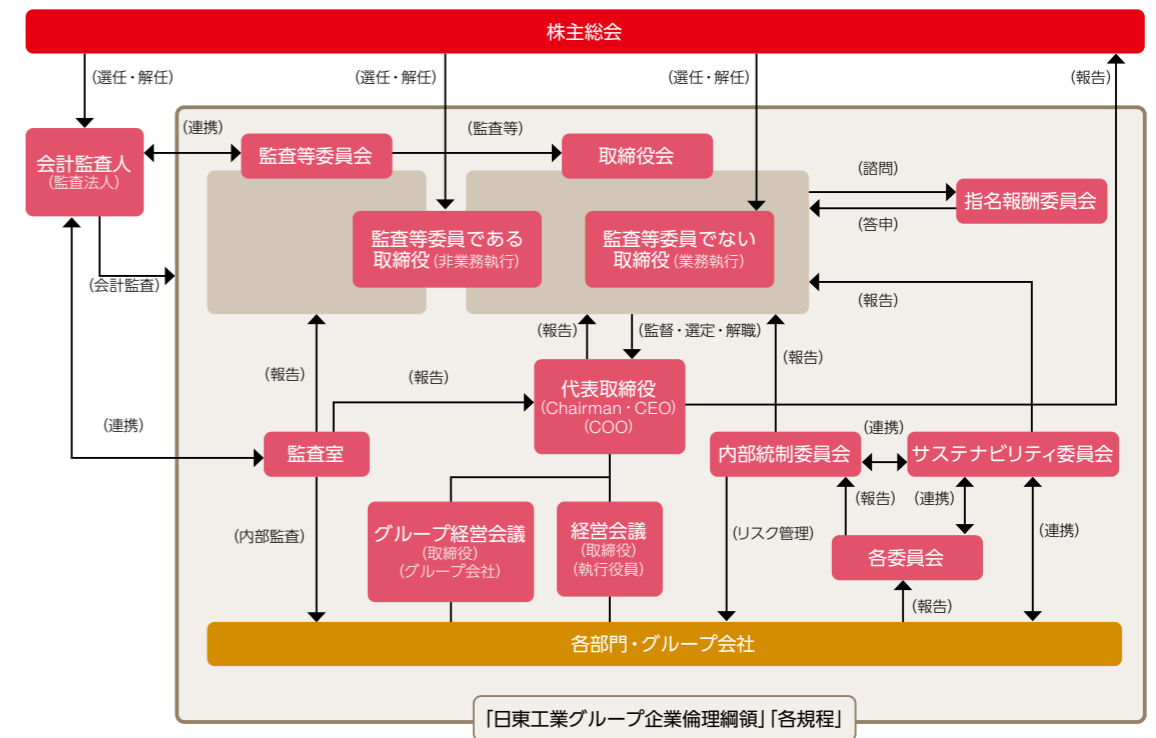 株主総会
(選任・解任)
(選任・解任)
(選任・解任)
(報告)
会計監査人
(監査法人)
(連携)
監査等委員会
(監査等)
取締役会
(諮問)
指名報酬委員会
(答申)
監査等委員である
取締役(非業務執行)
監査等委員でない
取締役(業務執行)
(会計監査)
(報告)
(報告)
(監督・選定・解職)
(報告)
(報告)
(報告)
代表取締役
(Chairman・CEO)
(COO)
(連携)
監査室
内部統制委員会
(連携)
サステナビリティ委員会
(内部監査)
グループ経営会議
(取締役)
(グループ会社)
経営会議
(取締役)
(執行役員)
(リスク管理)
(報告)
(連携)
(連携)
各委員会
(報告)
各部門・グループ会社
「日東工業グループ企業倫理綱領」「各規程」